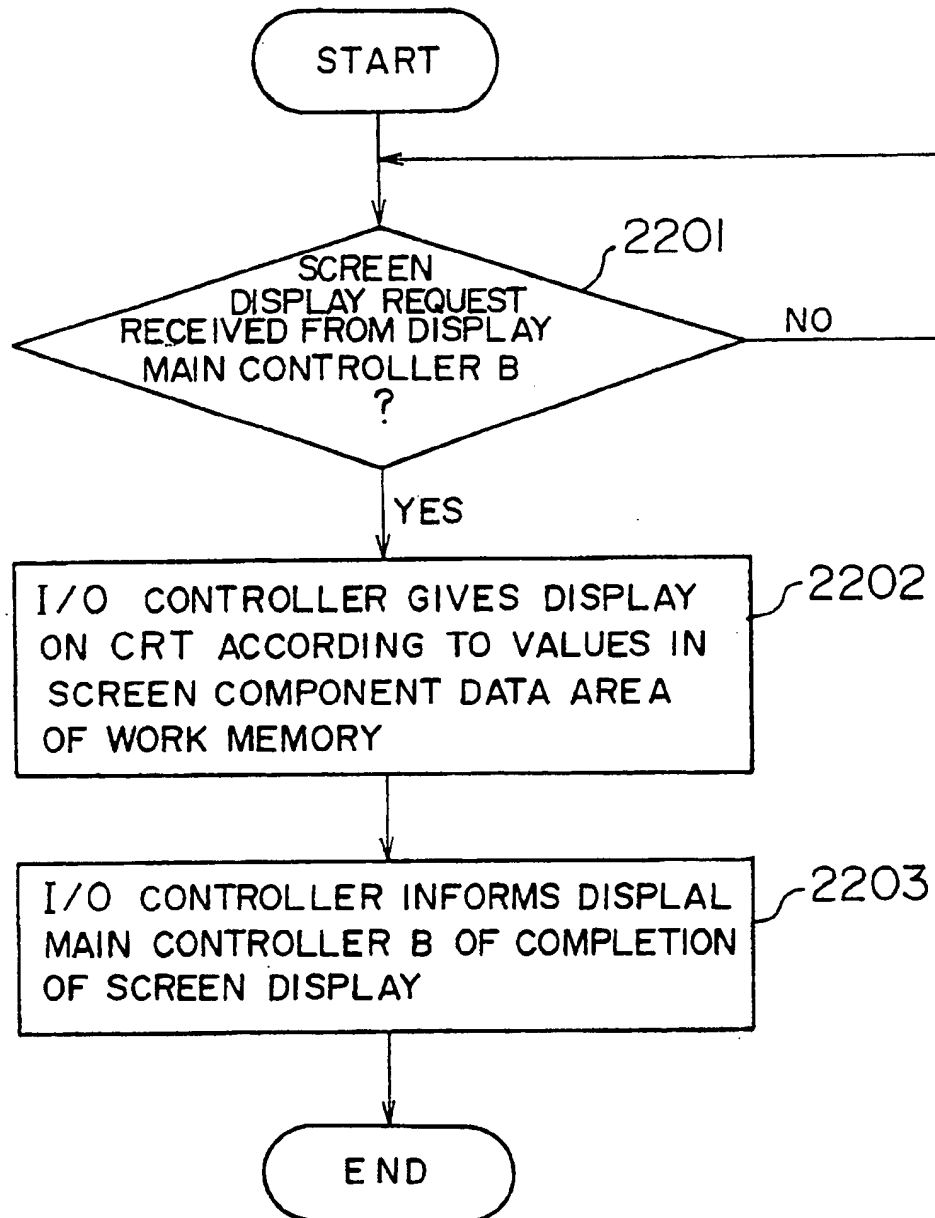 START
2201
SCREEN
DISPLAY REQUEST
RECEIVED FROM DISPLAY
MAIN CONTROLLER B
?
NO
YES
2202
I/O CONTROLLER GIVES DISPLAY
ON CRT ACCORDING TO VALUES IN
SCREEN COMPONENT DATA AREA
OF WORK MEMORY
2203
I/O CONTROLLER INFORMS DISPLAL
MAIN CONTROLLER B OF COMPLETION
OF SCREEN DISPLAY
END